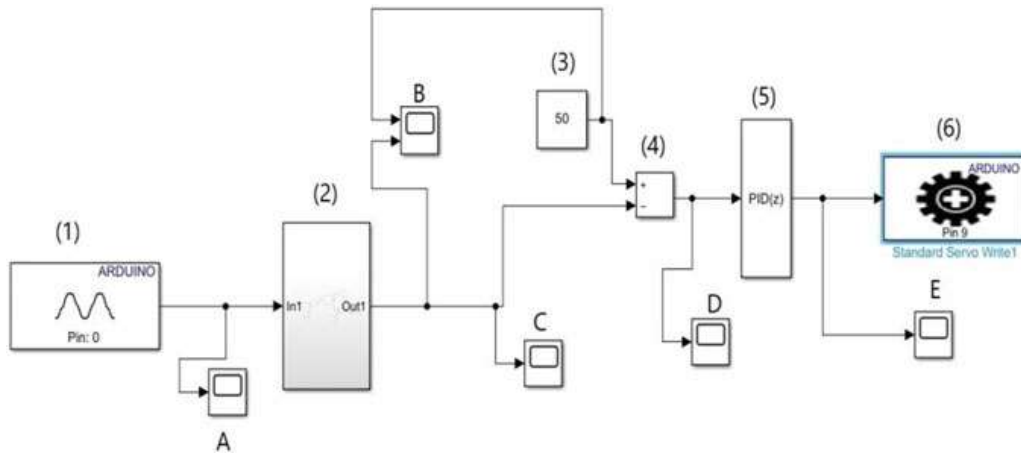 (3)
(5)
B
(6)
50
(4)
ARDUINO
+
−
PID(z)
(2)
Pin 9
(1)
Standard Servo Write1
ARDUINO
In1
Out1
E
D
C
Pin: 0
A